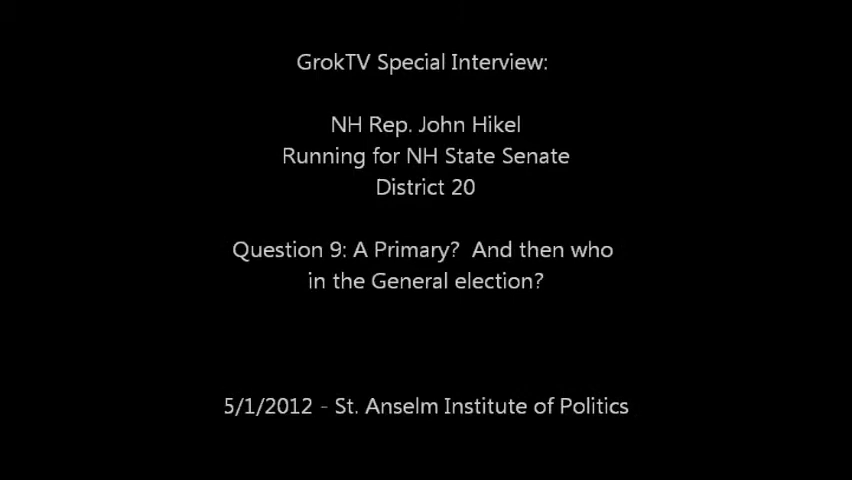 GrokTV Special Interview:
NH Rep. John Hikel
Running for NH State Senate
District 20
Question 9: A Primary?  And then who
in the General election?
5/1/2012 - St. Anselm Institute of Politics